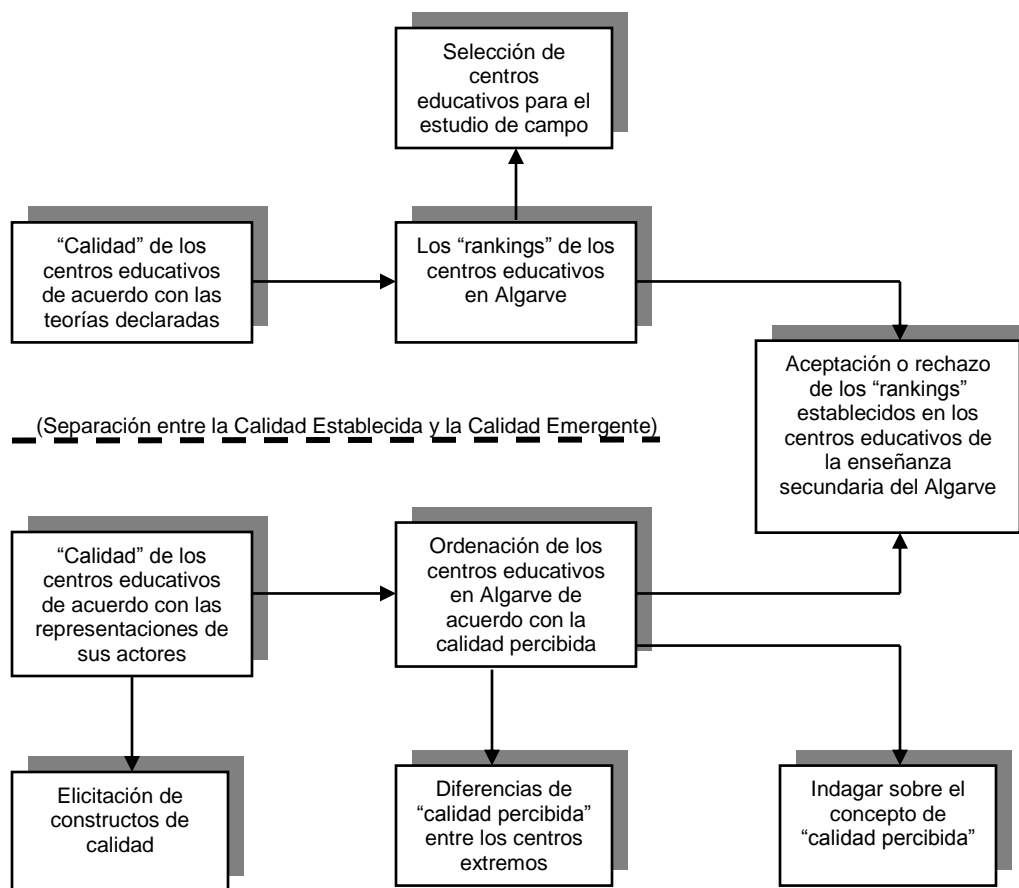 Selección de
centros
educativos para el
estudio de campo
“Calidad” de los
centros educativos
de acuerdo con las
teorías declaradas
Los “rankings” de los
centros educativos
en Algarve
Aceptación o rechazo
de los “rankings”
establecidos en los
centros educativos de
la enseñanza
secundaria del Algarve
(Separación entre la Calidad Establecida y la Calidad Emergente)
“Calidad” de los
centros educativos
de acuerdo con las
representaciones de
sus actores
Ordenación de los
centros educativos
en Algarve de
acuerdo con la
calidad percibida
Elicitación de
constructos de
calidad
Diferencias de
“calidad percibida”
entre los centros
extremos
Indagar sobre el
concepto de
“calidad percibida”